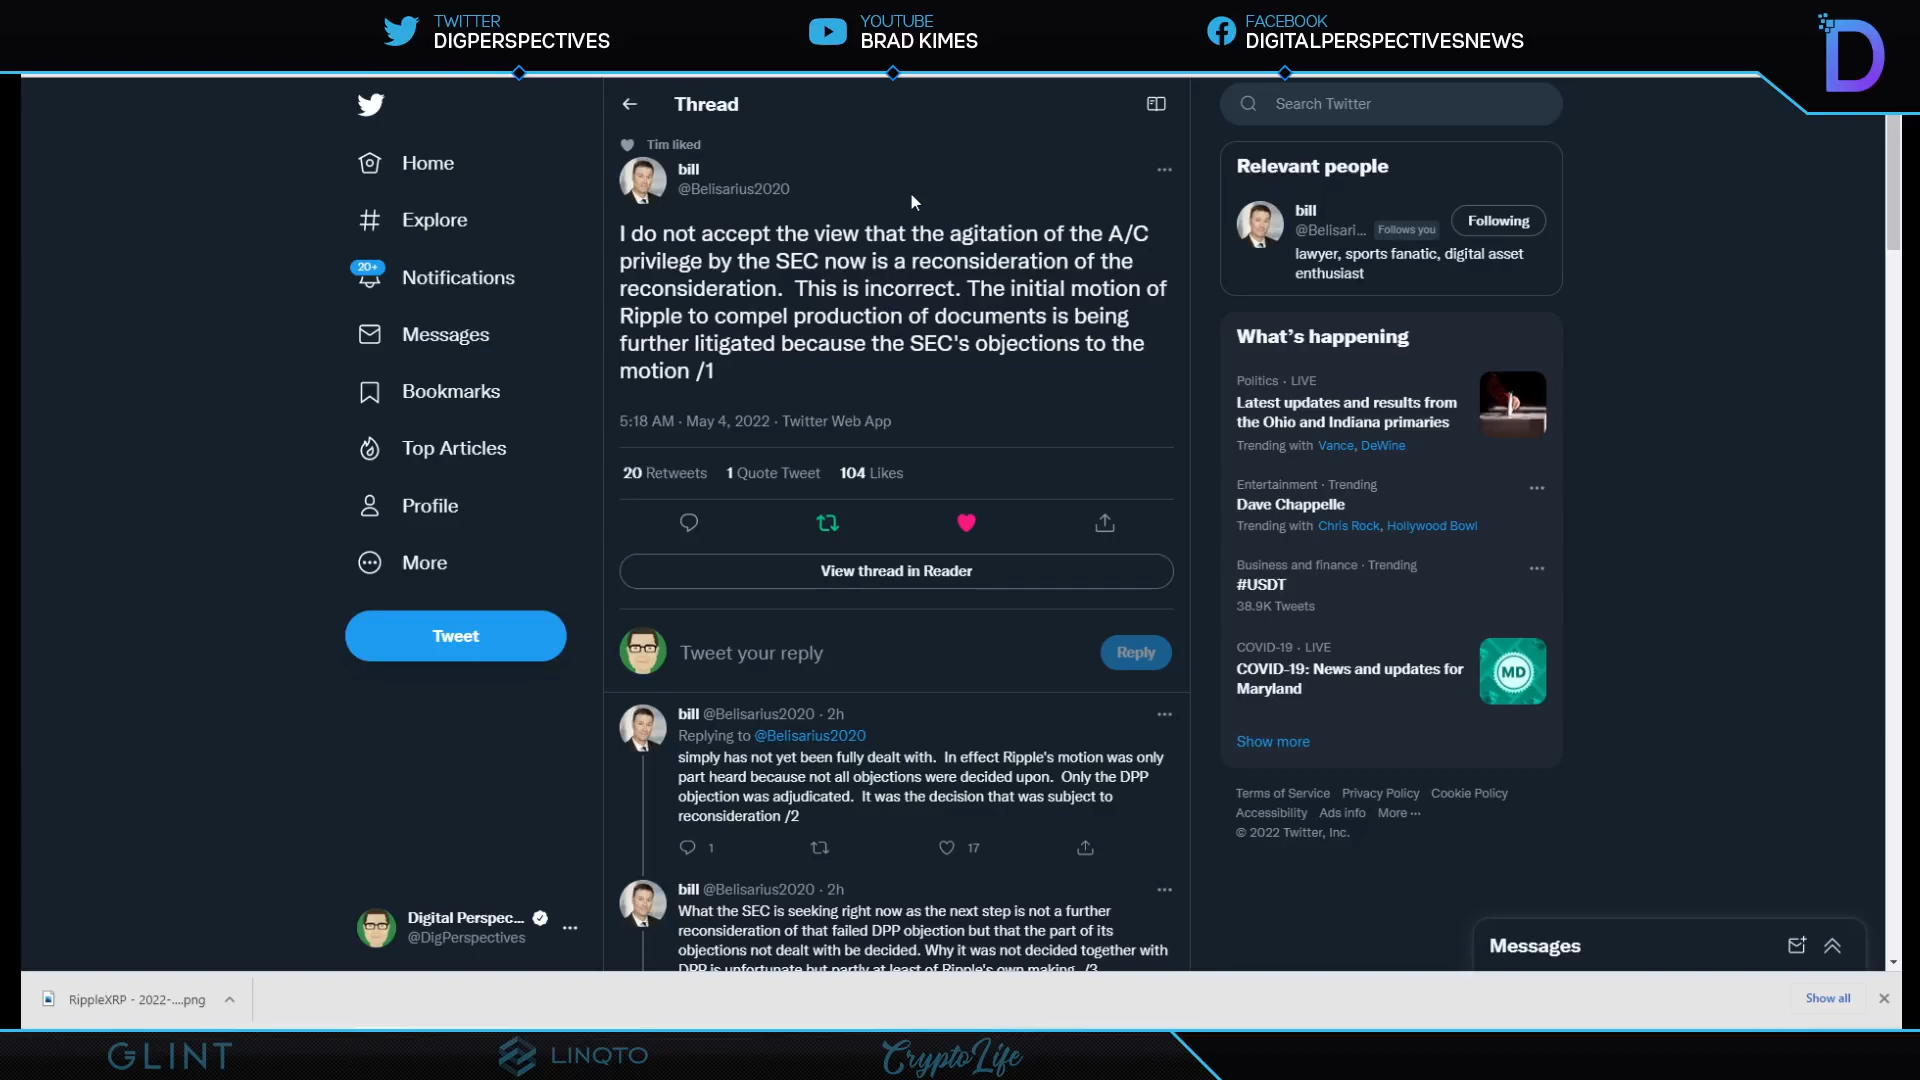 TWITTER
DIGPERSPECTIVES
YOUTUBE
BRAD KIMES
FACEBOOK
DIGITALPERSPECTIVESNEWS
D
Home
Explore
20+
Notifications
Messages
Bookmarks
Top Articles
Profile
More
Tweet
Digital Perspec...
@DigPerspectives
Thread
Tim liked
bill
@Belisarius2020
I do not accept the view that the agitation of the A/C
privilege by the SEC now is a reconsideration of the
reconsideration.  This is incorrect. The initial motion of
Ripple to compel production of documents is being
further litigated because the SEC's objections to the
motion /1
5:18 AM · May 4, 2022 · Twitter Web App
20 Retweets 1 Quote Tweet 104 Likes
View thread in Reader
Tweet your reply
Reply
bill @Belisarius2020 · 2h
Replying to @Belisarius2020
simply has not yet been fully dealt with.  In effect Ripple's motion was only
part heard because not all objections were decided upon.  Only the DPP
objection was adjudicated.  It was the decision that was subject to
reconsideration /2
1 17
bill @Belisarius2020 · 2h
What the SEC is seeking right now as the next step is not a further
reconsideration of that failed DPP objection but that the part of its
objections not dealt with be decided. Why it was not decided together with
DPP is unfortunate but partly at least of Ripple's own making. /3
Search Twitter
Relevant people
bill
@Belisari... Follows you
Following
lawyer, sports fanatic, digital asset
enthusiast
What's happening
Politics · LIVE
Latest updates and results from
the Ohio and Indiana primaries
Trending with Vance, DeWine
Entertainment · Trending
Dave Chappelle
Trending with Chris Rock, Hollywood Bowl
Business and finance · Trending
#USDT
38.9K Tweets
COVID-19 · LIVE
COVID-19: News and updates for
Maryland
MD
Show more
Terms of Service Privacy Policy Cookie Policy
Accessibility Ads info More ···
© 2022 Twitter, Inc.
Messages
RippleXRP - 2022-....png
Show all
GLINT
LINQTO
CryptoLife